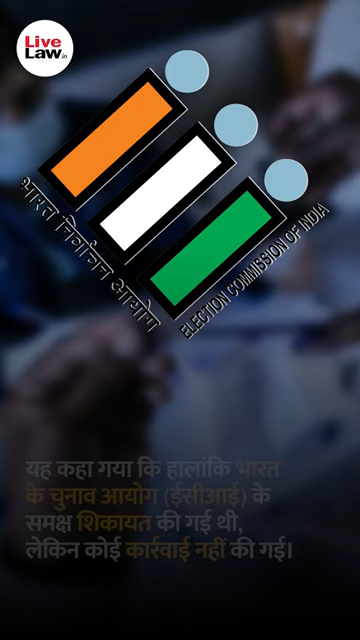 Live
Law.in
भारत निर्वाचन आयोग
ELECTION COMMISSION OF INDIA
यह कहा गया कि हालांकि भारत
के चुनाव आयोग (ईसीआई) के
समक्ष शिकायत की गई थी,
लेकिन कोई कार्रवाई नहीं की गई।